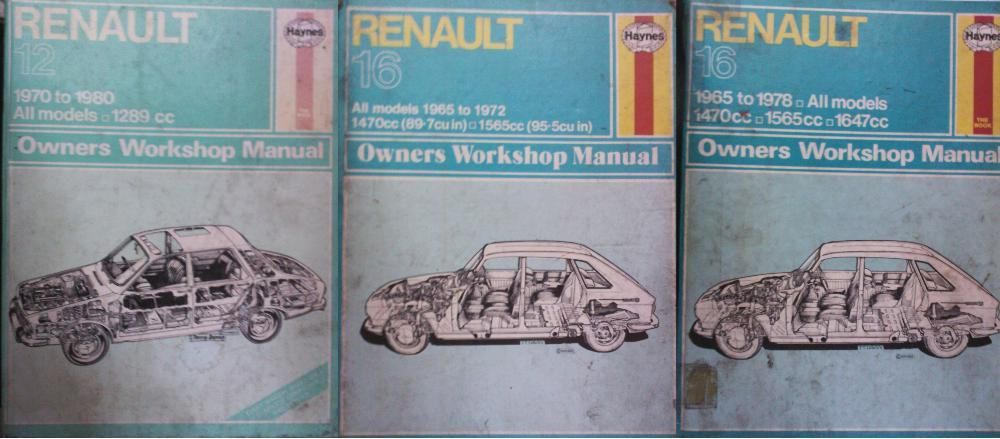 RENAULT
12
1970 to 1980
All models ▫ 1289 cc
Haynes
Owners Workshop Manual
RENAULT
16
All models 1965 to 1972
1470cc (89·7cu in) ▫ 1565cc (95·5cu in)
Haynes
Owners Workshop Manual
RENAULT
16
1965 to 1978 ▫ All models
1470cc ▫ 1565cc ▫ 1647cc
Haynes
THE
BOOK
Owners Workshop Manual